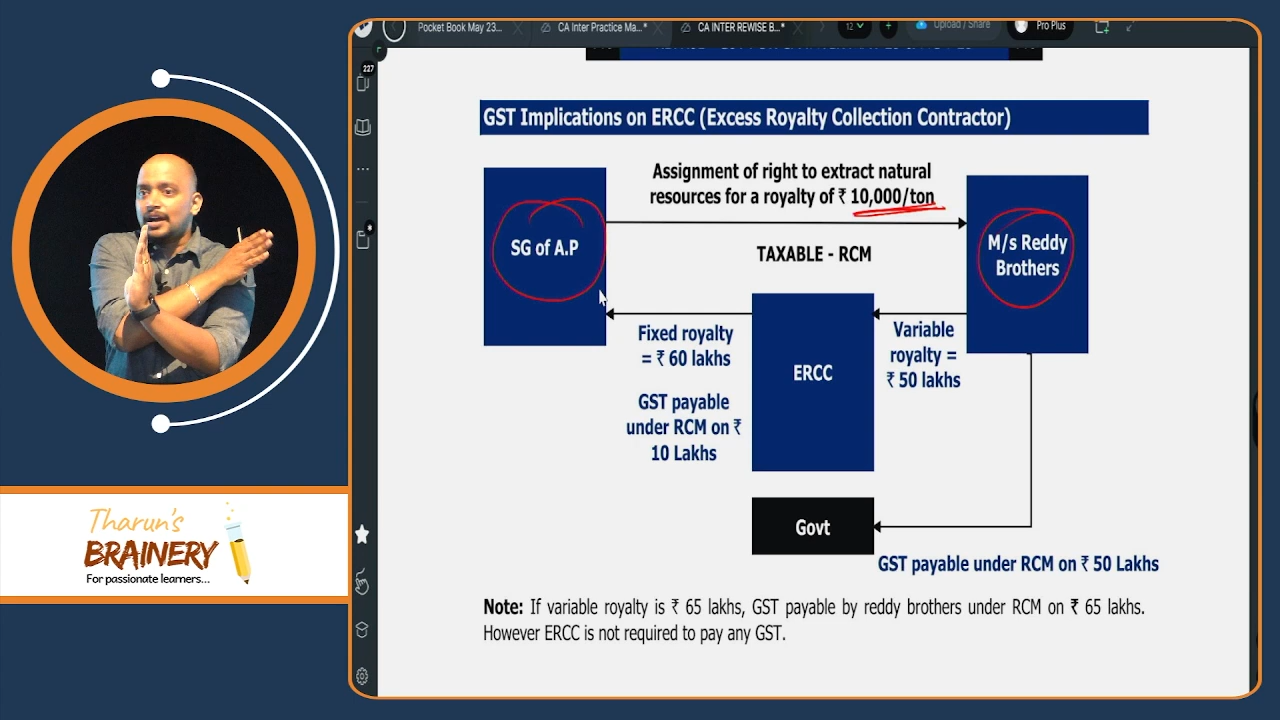 Pocket Book May 23...
CA Inter Practice Ma...*
CA INTER REWISE B...*
12
Upload / Share
Pro Plus
227
GST Implications on ERCC (Excess Royalty Collection Contractor)
Assignment of right to extract natural
resources for a royalty of ₹ 10,000/ton
SG of A.P
M/s Reddy
Brothers
TAXABLE - RCM
Fixed royalty
= ₹ 60 lakhs
GST payable
under RCM on ₹
10 Lakhs
ERCC
Variable
royalty =
₹ 50 lakhs
Govt
GST payable under RCM on ₹ 50 Lakhs
Note: If variable royalty is ₹ 65 lakhs, GST payable by reddy brothers under RCM on ₹ 65 lakhs.
However ERCC is not required to pay any GST.
Tharun's
BRAINERY
For passionate learners...